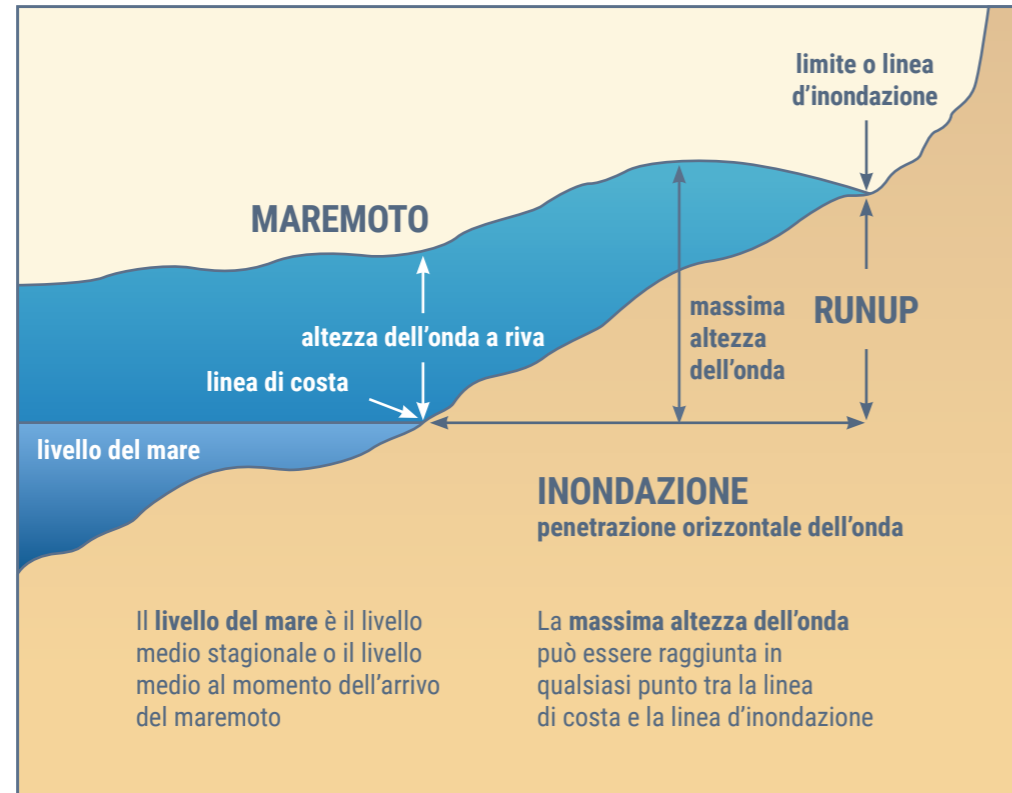 limite o linea
d’inondazione
MAREMOTO
altezza dell’onda a riva
linea di costa
livello del mare
massima
altezza
dell’onda
RUNUP
INONDAZIONE
penetrazione orizzontale dell’onda
Il livello del mare è il livello
medio stagionale o il livello
medio al momento dell’arrivo
del maremoto
La massima altezza dell’onda
può essere raggiunta in
qualsiasi punto tra la linea
di costa e la linea d’inondazione